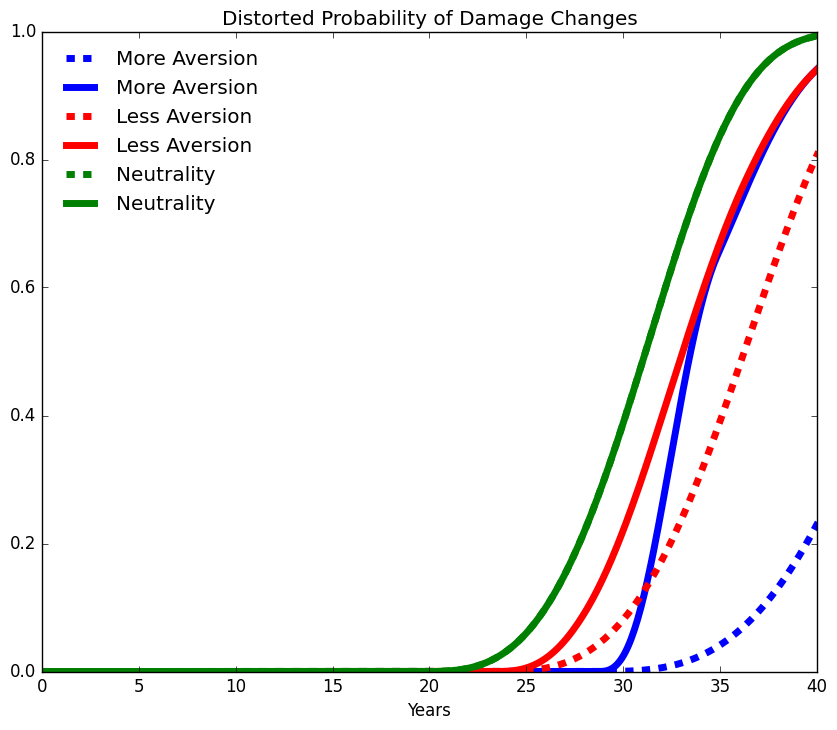 Distorted Probability of Damage Changes
1.0
More Aversion
More Aversion
Less Aversion
Less Aversion
Neutrality
Neutrality
0.8
0.6
0.4
0.2
0.0
0 5 10 15 20 25 30 35 40
Years